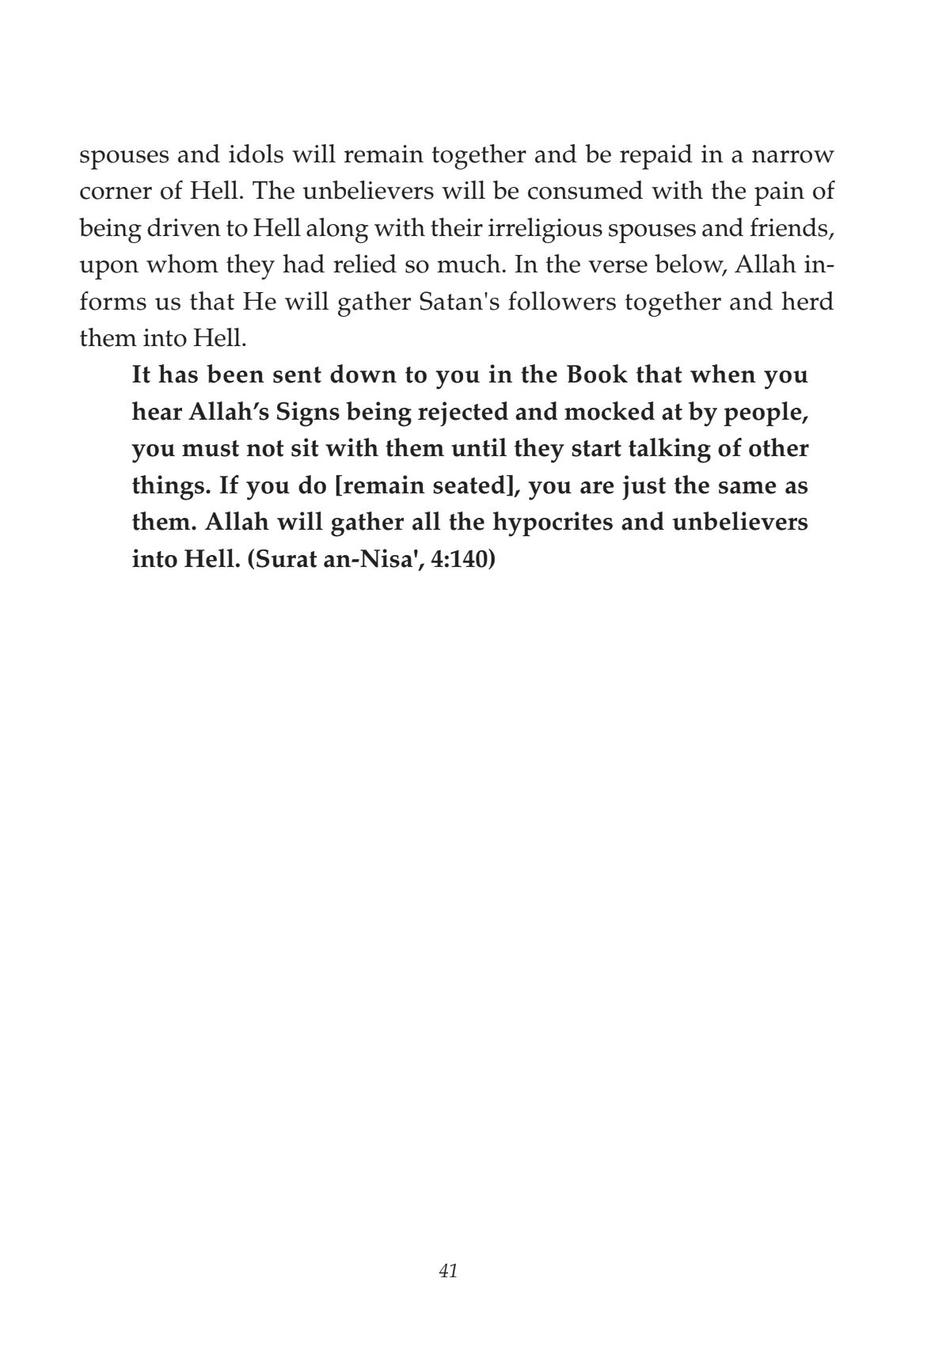 spouses and idols will remain together and be repaid in a narrow
corner of Hell. The unbelievers will be consumed with the pain of
being driven to Hell along with their irreligious spouses and friends,
upon whom they had relied so much. In the verse below, Allah in-
forms us that He will gather Satan's followers together and herd
them into Hell.
It has been sent down to you in the Book that when you
hear Allah’s Signs being rejected and mocked at by people,
you must not sit with them until they start talking of other
things. If you do [remain seated], you are just the same as
them. Allah will gather all the hypocrites and unbelievers
into Hell. (Surat an-Nisa', 4:140)
41